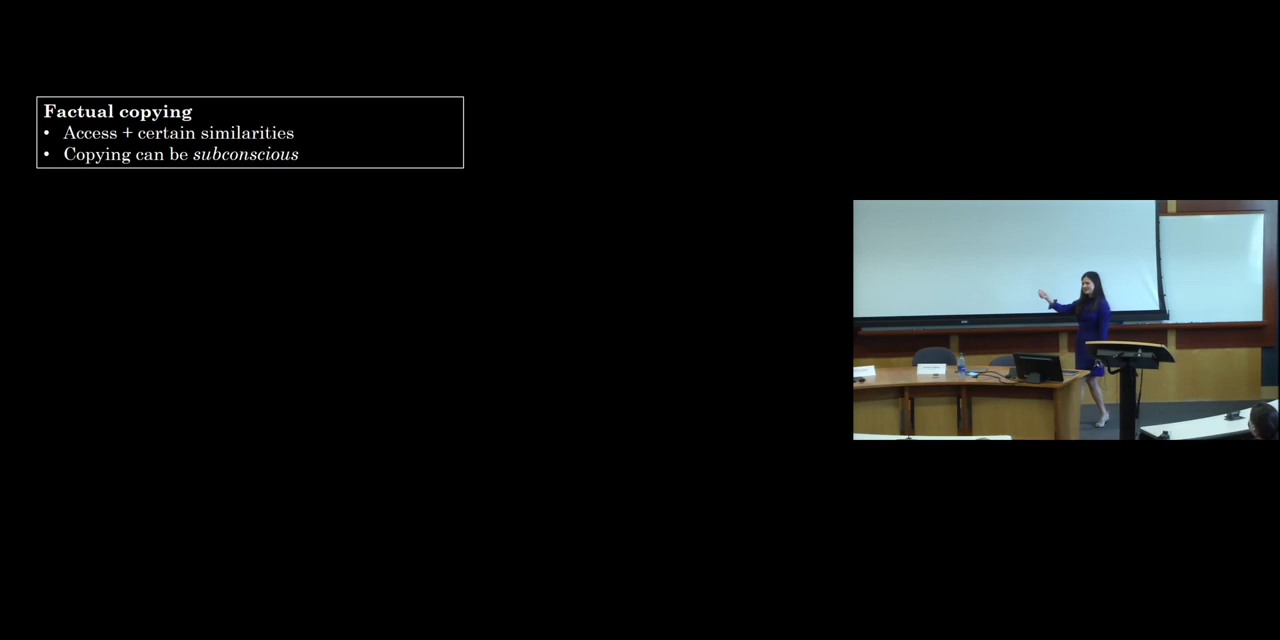 Factual copying
• Access + certain similarities
• Copying can be subconscious